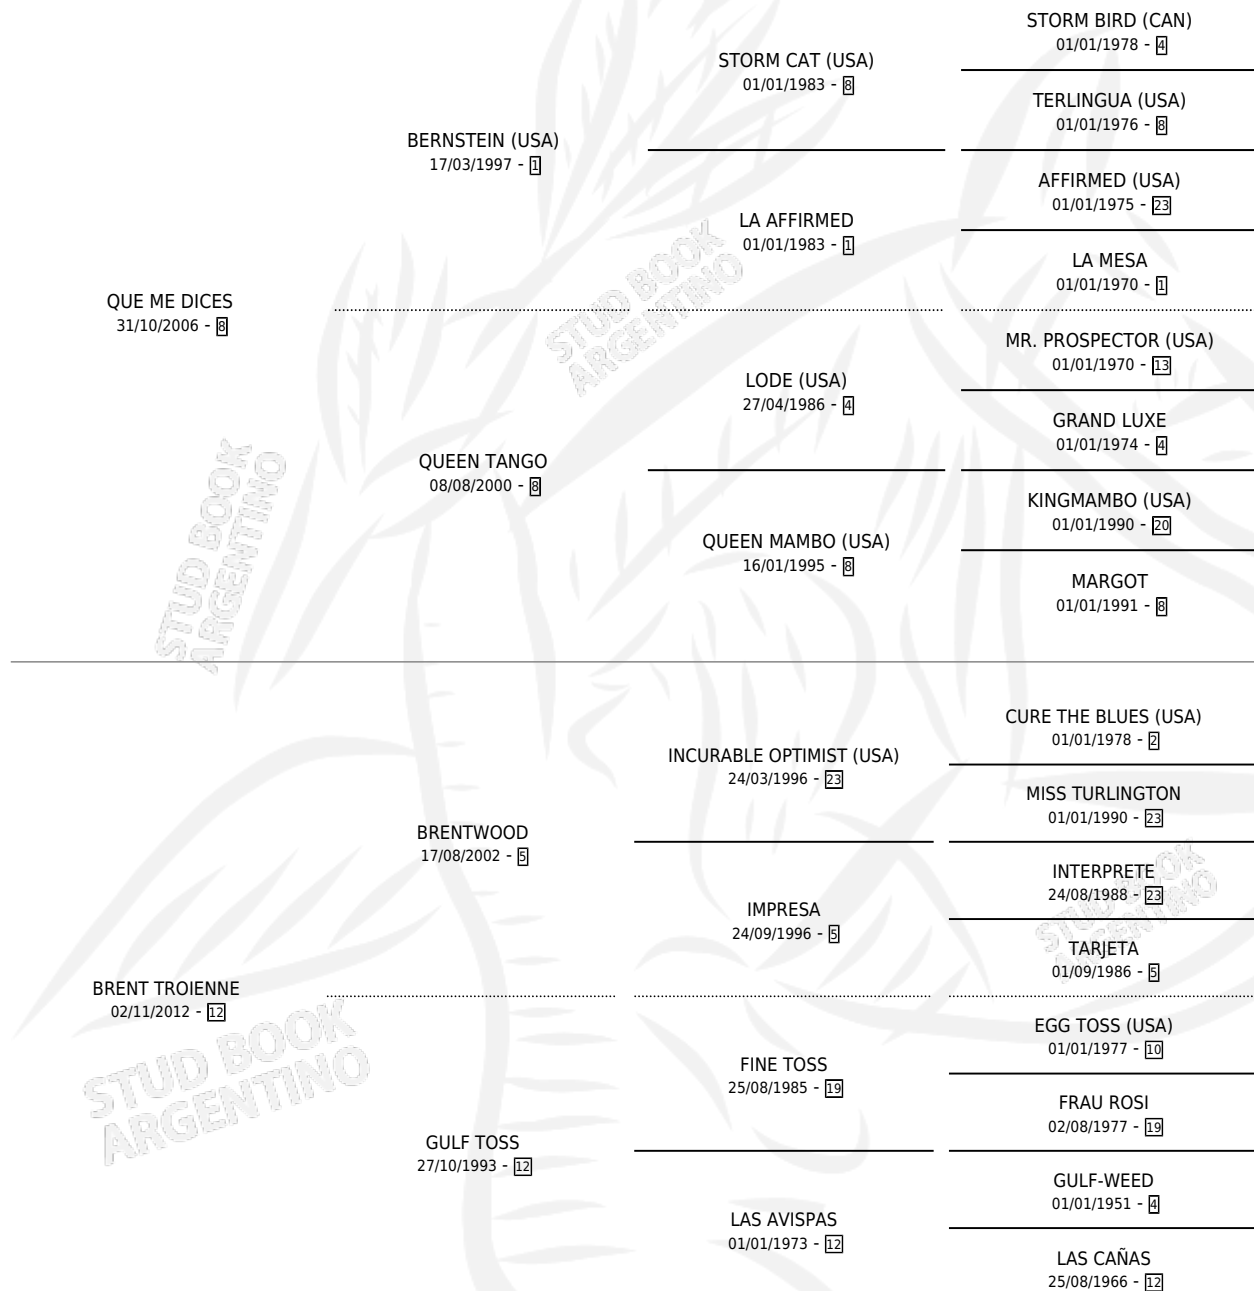 STORM BIRD (CAN)
01/01/1978 - 4
STORM CAT (USA)
01/01/1983 - 8
TERLINGUA (USA)
01/01/1976 - 8
BERNSTEIN (USA)
17/03/1997 - 1
AFFIRMED (USA)
01/01/1975 - 23
LA AFFIRMED
01/01/1983 - 1
LA MESA
01/01/1970 - 1
QUE ME DICES
31/10/2006 - 8
MR. PROSPECTOR (USA)
01/01/1970 - 13
LODE (USA)
27/04/1986 - 4
GRAND LUXE
01/01/1974 - 4
QUEEN TANGO
08/08/2000 - 8
KINGMAMBO (USA)
01/01/1990 - 20
QUEEN MAMBO (USA)
16/01/1995 - 8
MARGOT
01/01/1991 - 8
CURE THE BLUES (USA)
01/01/1978 - 2
INCURABLE OPTIMIST (USA)
24/03/1996 - 23
MISS TURLINGTON
01/01/1990 - 23
BRENTWOOD
17/08/2002 - 5
INTERPRETE
24/08/1988 - 23
IMPRESA
24/09/1996 - 5
TARJETA
01/09/1986 - 5
BRENT TROIENNE
02/11/2012 - 12
EGG TOSS (USA)
01/01/1977 - 10
FINE TOSS
25/08/1985 - 19
FRAU ROSI
02/08/1977 - 19
GULF TOSS
27/10/1993 - 12
GULF-WEED
01/01/1951 - 4
LAS AVISPAS
01/01/1973 - 12
LAS CAÑAS
25/08/1966 - 12
STUD BOOK
ARGENTINO
STUD BOOK
ARGENTINO
STUD BOOK
ARGENTINO
STUD BOOK
ARGENTINO